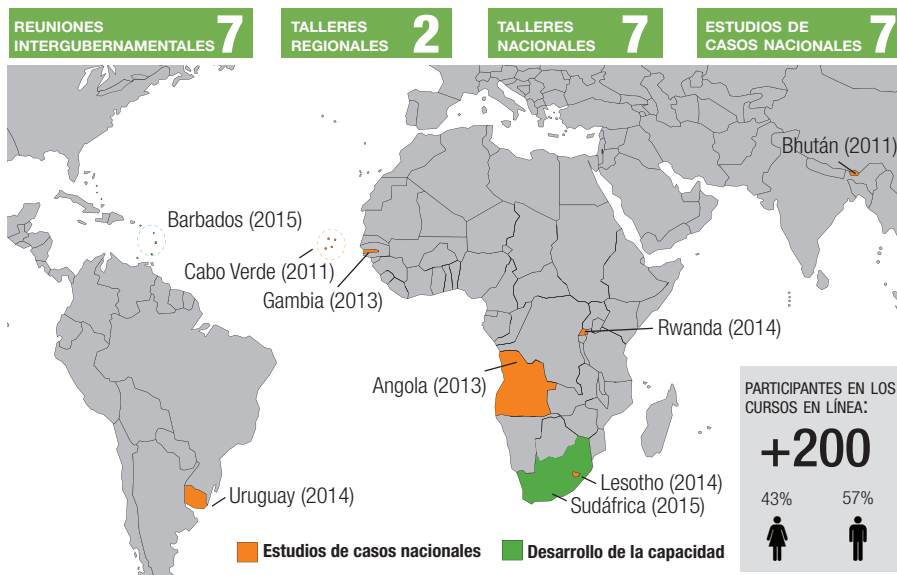 REUNIONES
INTERGUBERNAMENTALES 7
TALLERES
REGIONALES 2
TALLERES
NACIONALES 7
ESTUDIOS DE
CASOS NACIONALES 7
Bhután (2011)
Barbados (2015)
Cabo Verde (2011)
Gambia (2013)
Rwanda (2014)
Angola (2013)
Lesotho (2014)
Sudáfrica (2015)
Uruguay (2014)
PARTICIPANTES EN LOS
CURSOS EN LÍNEA:
+200
43% 57%
Estudios de casos nacionales
Desarrollo de la capacidad